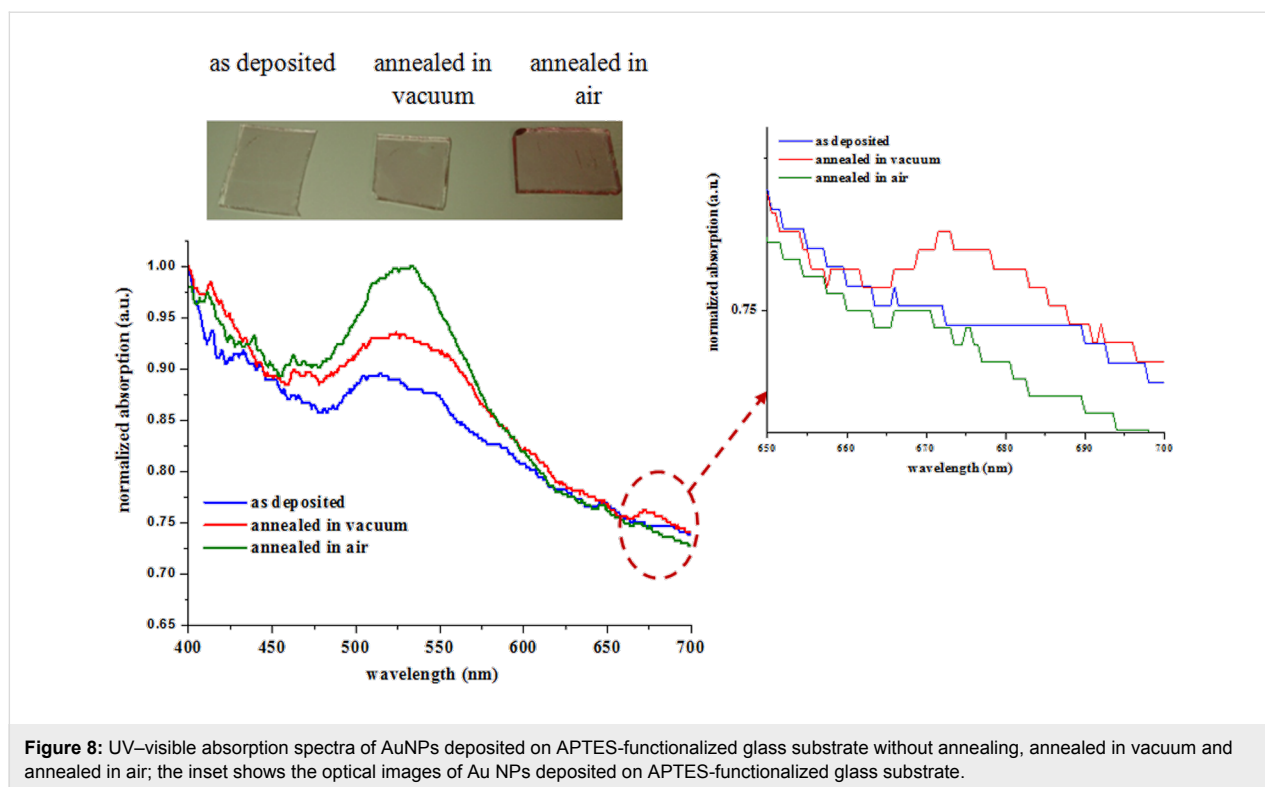 as deposited
annealed in vacuum
annealed in air
normalized absorption (a.u.)
1.00
0.95
0.90
0.85
0.80
0.75
0.70
0.65
as deposited
annealed in vacuum
annealed in air
400 450 500 550 600 650 700
wavelength (nm)
normalized absorption (a.u.)
0.75
as deposited
annealed in vacuum
annealed in air
650 660 670 680 690 700
wavelength (nm)
Figure 8: UV–visible absorption spectra of AuNPs deposited on APTES-functionalized glass substrate without annealing, annealed in vacuum and
annealed in air; the inset shows the optical images of Au NPs deposited on APTES-functionalized glass substrate.